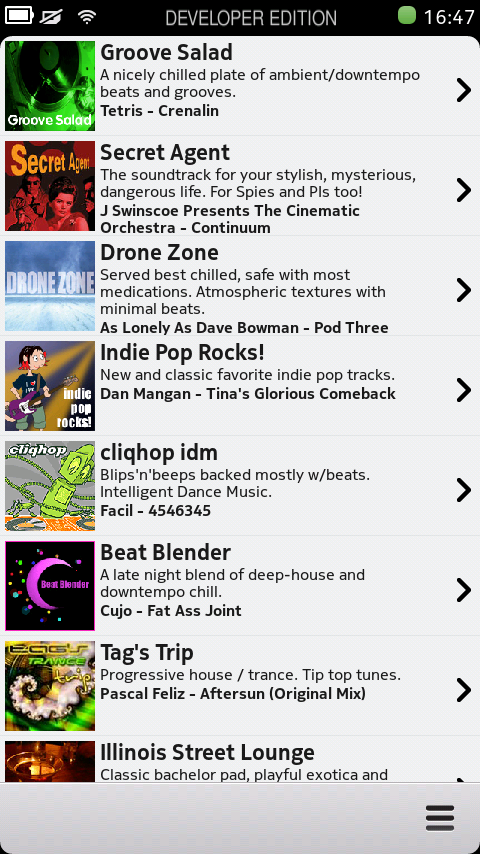 DEVELOPER EDITION 16:47
Groove Salad
Groove Salad
A nicely chilled plate of ambient/downtempo
beats and grooves.
Tetris - Crenalin
Secret Agent
Secret Agent
The soundtrack for your stylish, mysterious,
dangerous life. For Spies and PIs too!
J Swinscoe Presents The Cinematic
Orchestra - Continuum
DRONE ZONE
Drone Zone
Served best chilled, safe with most
medications. Atmospheric textures with
minimal beats.
As Lonely As Dave Bowman - Pod Three
indie
pop
rocks!
Indie Pop Rocks!
New and classic favorite indie pop tracks.
Dan Mangan - Tina's Glorious Comeback
cliqhop
cliqhop idm
Blips'n'beeps backed mostly w/beats.
Intelligent Dance Music.
Facil - 4546345
Beat Blender
Beat Blender
A late night blend of deep-house and
downtempo chill.
Cujo - Fat Ass Joint
tag's
TRANCE
trip
Tag's Trip
Progressive house / trance. Tip top tunes.
Pascal Feliz - Aftersun (Original Mix)
Illinois Street Lounge
Classic bachelor pad, playful exotica and